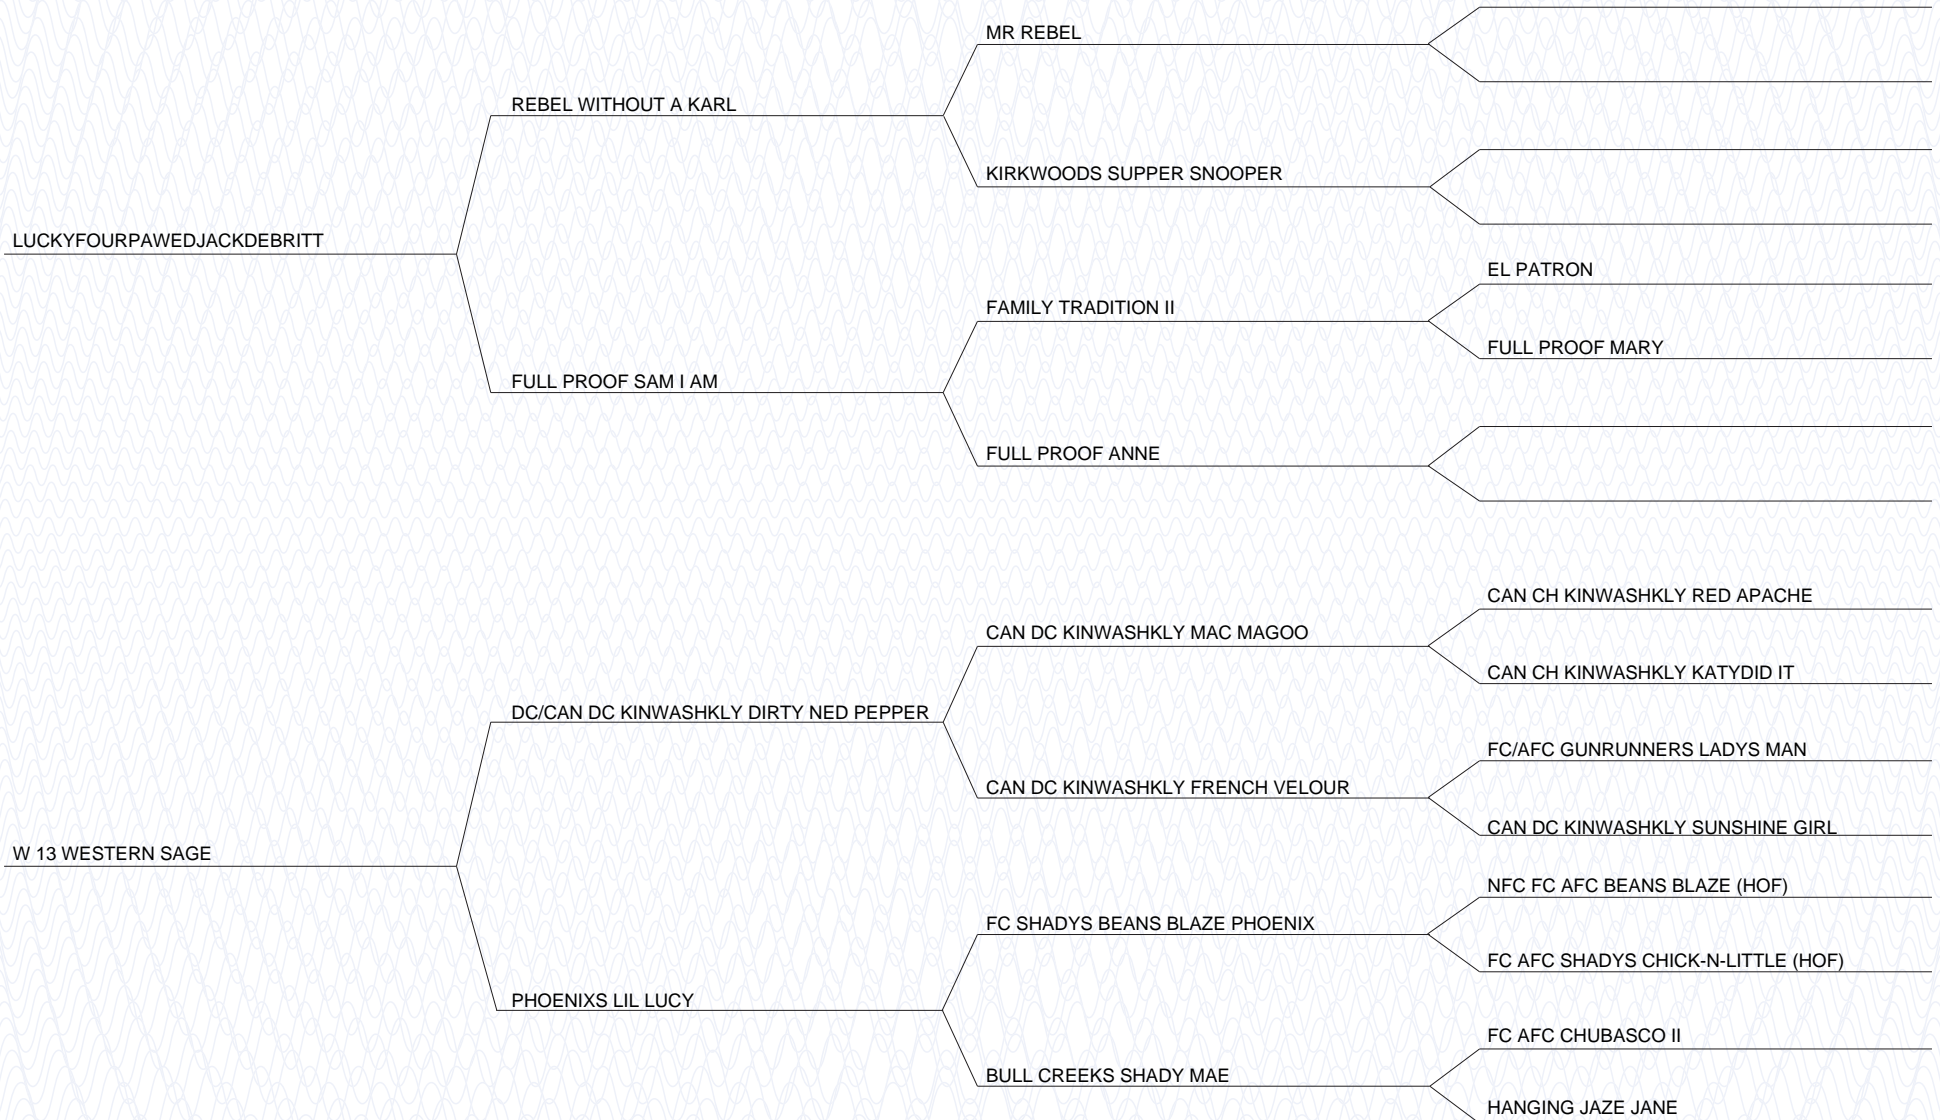 MR REBEL
REBEL WITHOUT A KARL
KIRKWOODS SUPPER SNOOPER
LUCKYFOURPAWEDJACKDEBRITT
EL PATRON
FAMILY TRADITION II
FULL PROOF MARY
FULL PROOF SAM I AM
FULL PROOF ANNE
CAN CH KINWASHKLY RED APACHE
CAN DC KINWASHKLY MAC MAGOO
CAN CH KINWASHKLY KATYDID IT
DC/CAN DC KINWASHKLY DIRTY NED PEPPER
FC/AFC GUNRUNNERS LADYS MAN
CAN DC KINWASHKLY FRENCH VELOUR
CAN DC KINWASHKLY SUNSHINE GIRL
W 13 WESTERN SAGE
NFC FC AFC BEANS BLAZE (HOF)
FC SHADYS BEANS BLAZE PHOENIX
FC AFC SHADYS CHICK-N-LITTLE (HOF)
PHOENIXS LIL LUCY
FC AFC CHUBASCO II
BULL CREEKS SHADY MAE
HANGING JAZE JANE